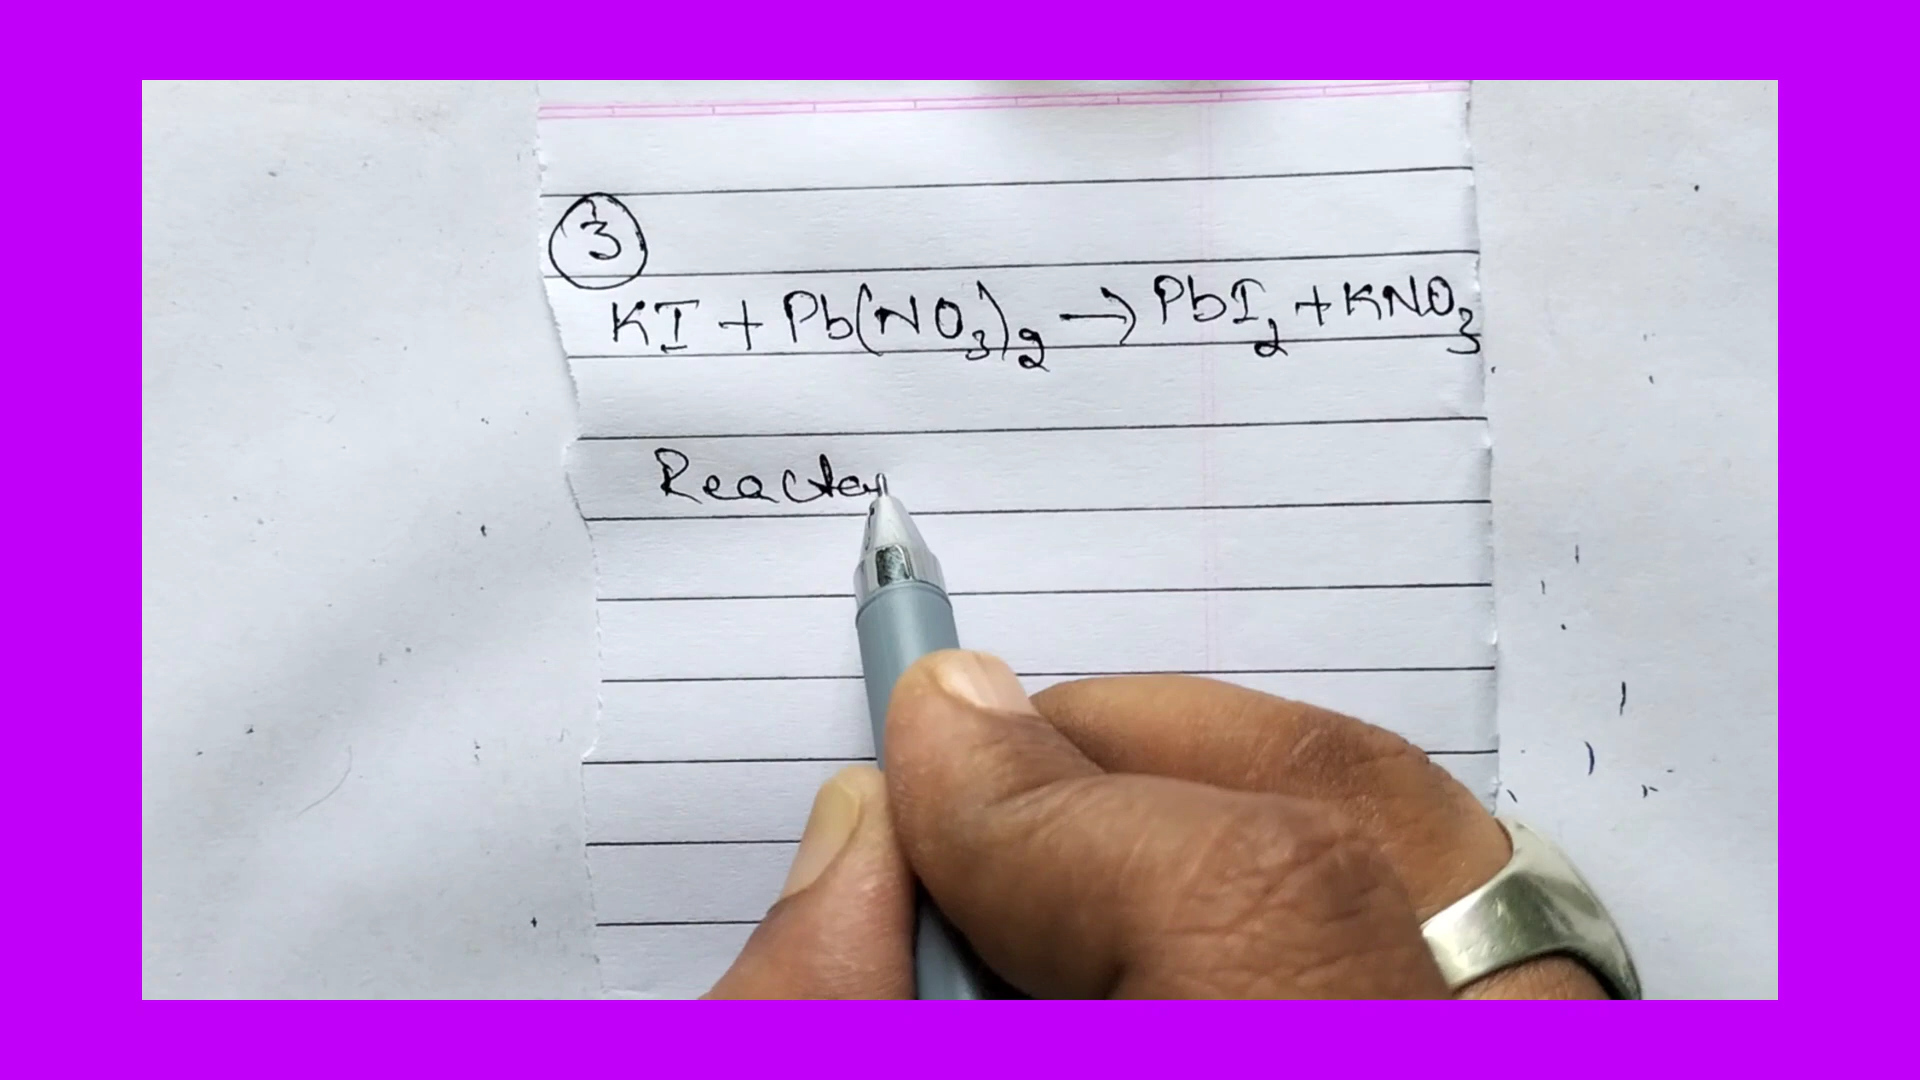 3
KI + Pb(NO₃)₂ → PbI₂ + KNO₃
Reactan